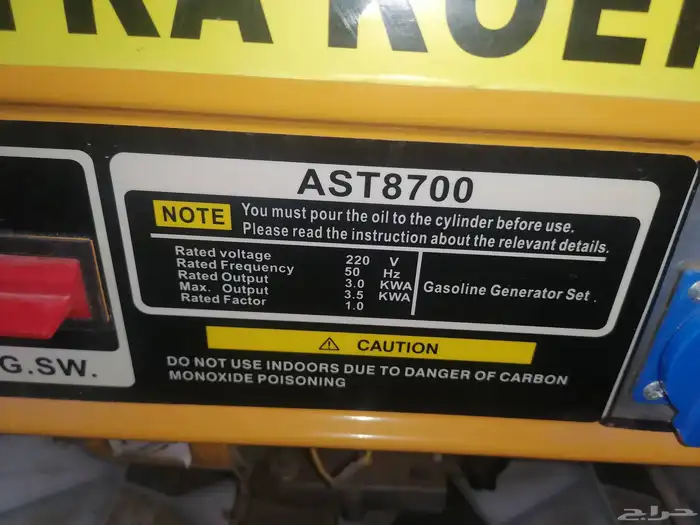 AST8700
NOTE
You must pour the oil to the cylinder before use.
Please read the instruction about the relevant details.
Rated voltage 220 V
Rated Frequency 50 Hz
Rated Output 3.0 KWA
Max. Output 3.5 KWA
Rated Factor 1.0
Gasoline Generator Set .
⚠ CAUTION
DO NOT USE INDOORS DUE TO DANGER OF CARBON
MONOXIDE POISONING
G.SW.
حراج